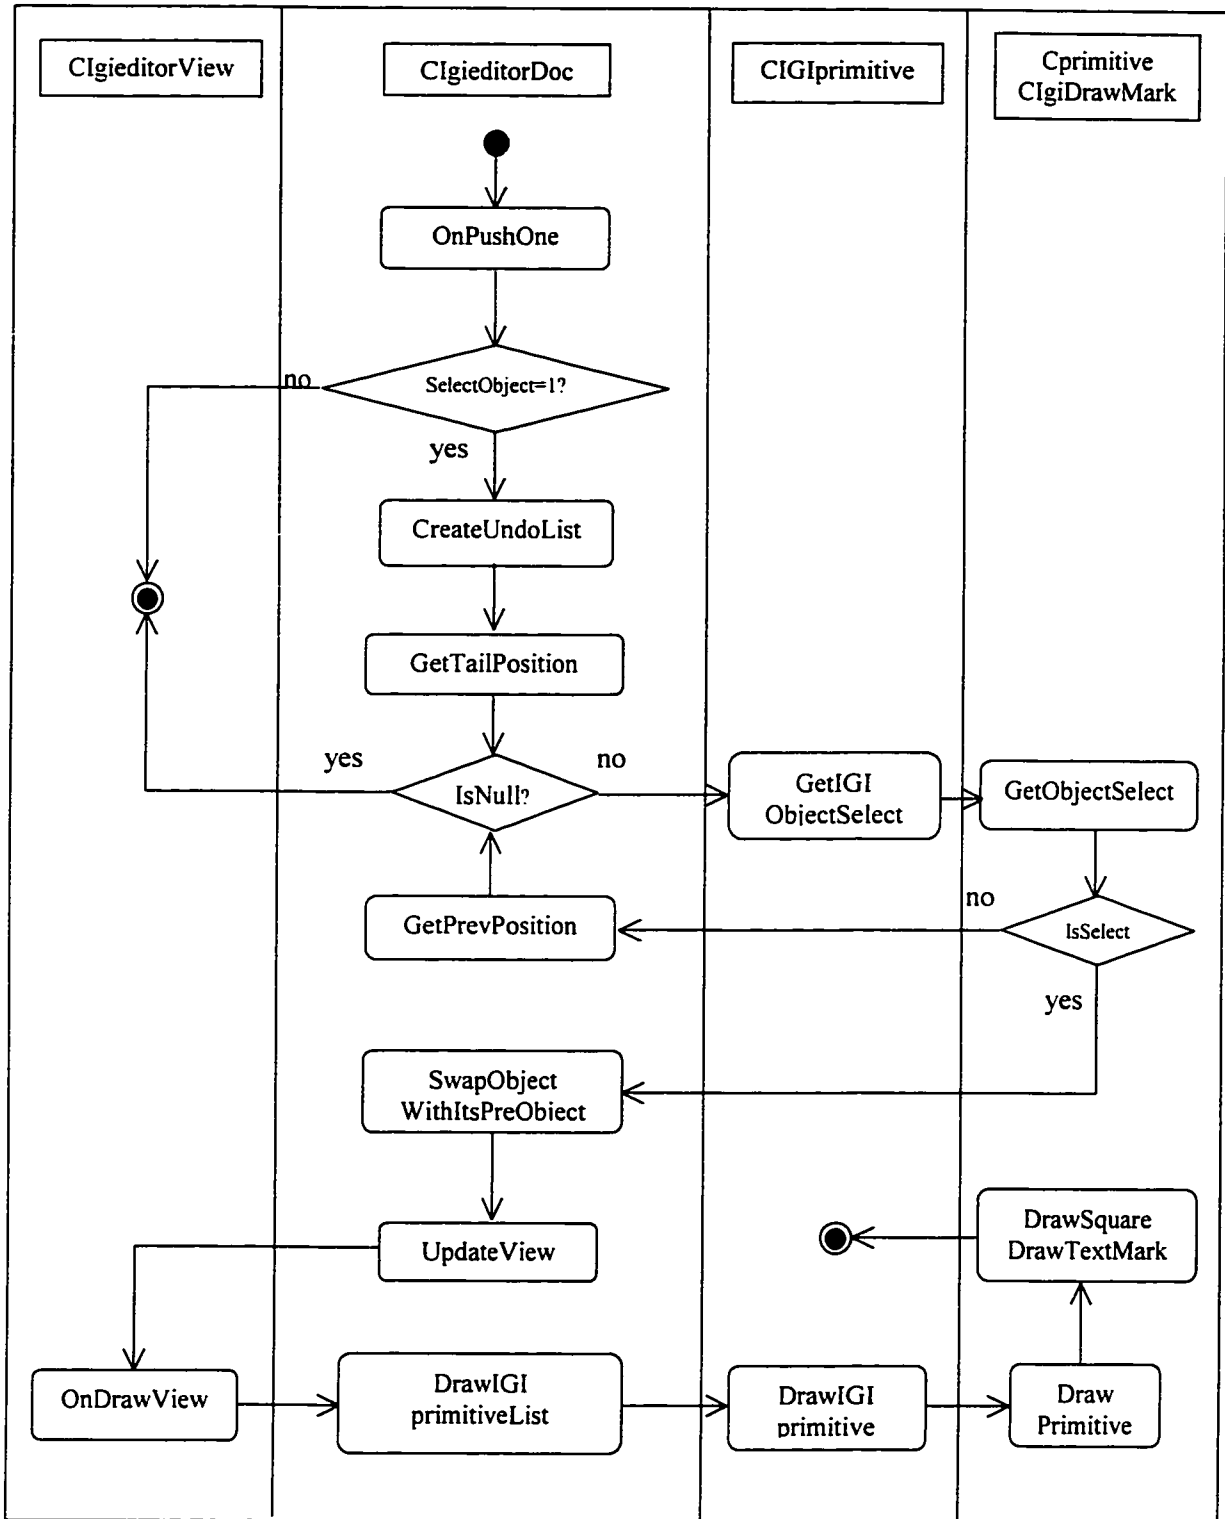 CIgieditorView
CIgieditorDoc
CIGIprimitive
Cprimitive
CIgiDrawMark
OnPushOne
no
SelectObject=1?
yes
CreateUndoList
GetTailPosition
yes
no
IsNull?
GetIGI
ObjectSelect
GetObjectSelect
no
GetPrevPosition
IsSelect
yes
SwapObject
WithItsPreObject
DrawSquare
DrawTextMark
UpdateView
OnDrawView
DrawIGI
primitiveList
DrawIGI
primitive
Draw
Primitive